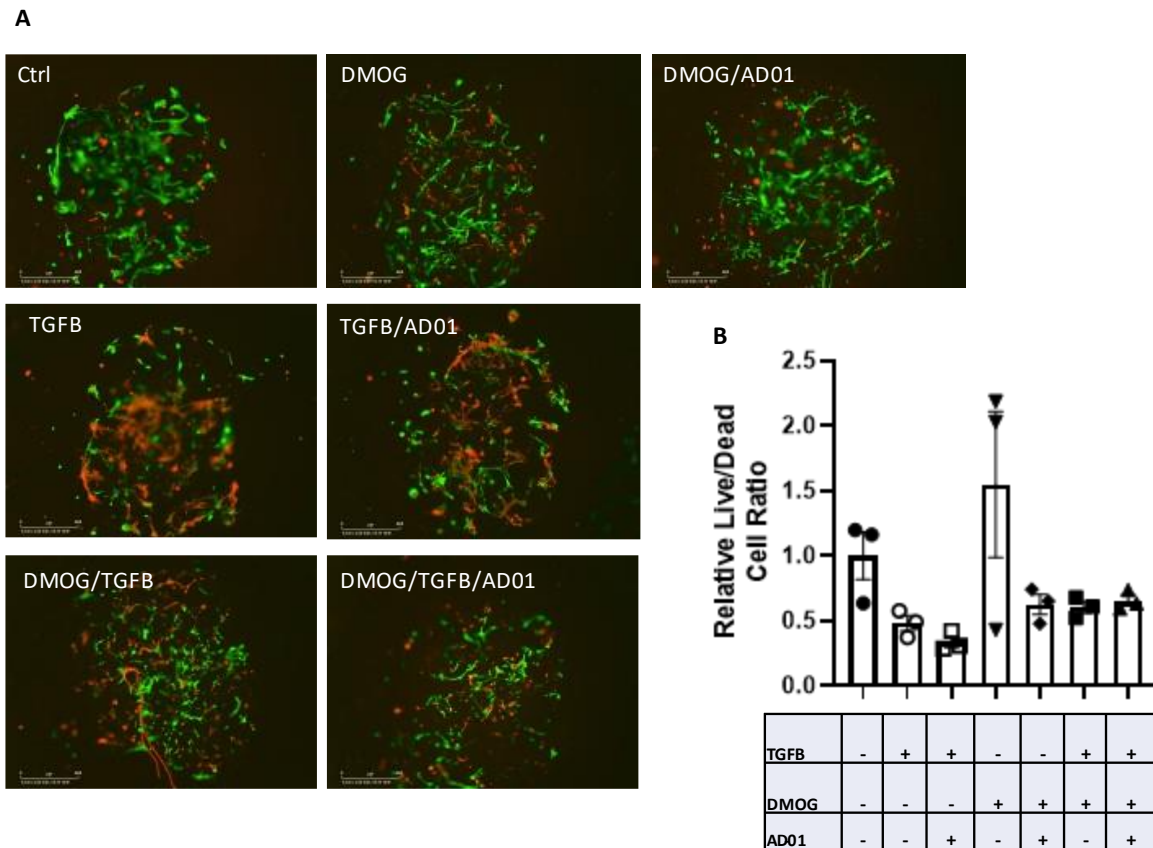 A
Ctrl
DMOG
DMOG/AD01
TGFB
TGFB/AD01
DMOG/TGFB
DMOG/TGFB/AD01
B
Relative Live/Dead
Cell Ratio
2.5
2.0
1.5
1.0
0.5
0.0
TGFB - + + - - + +
DMOG - - - + + + +
AD01 - - + - + - +